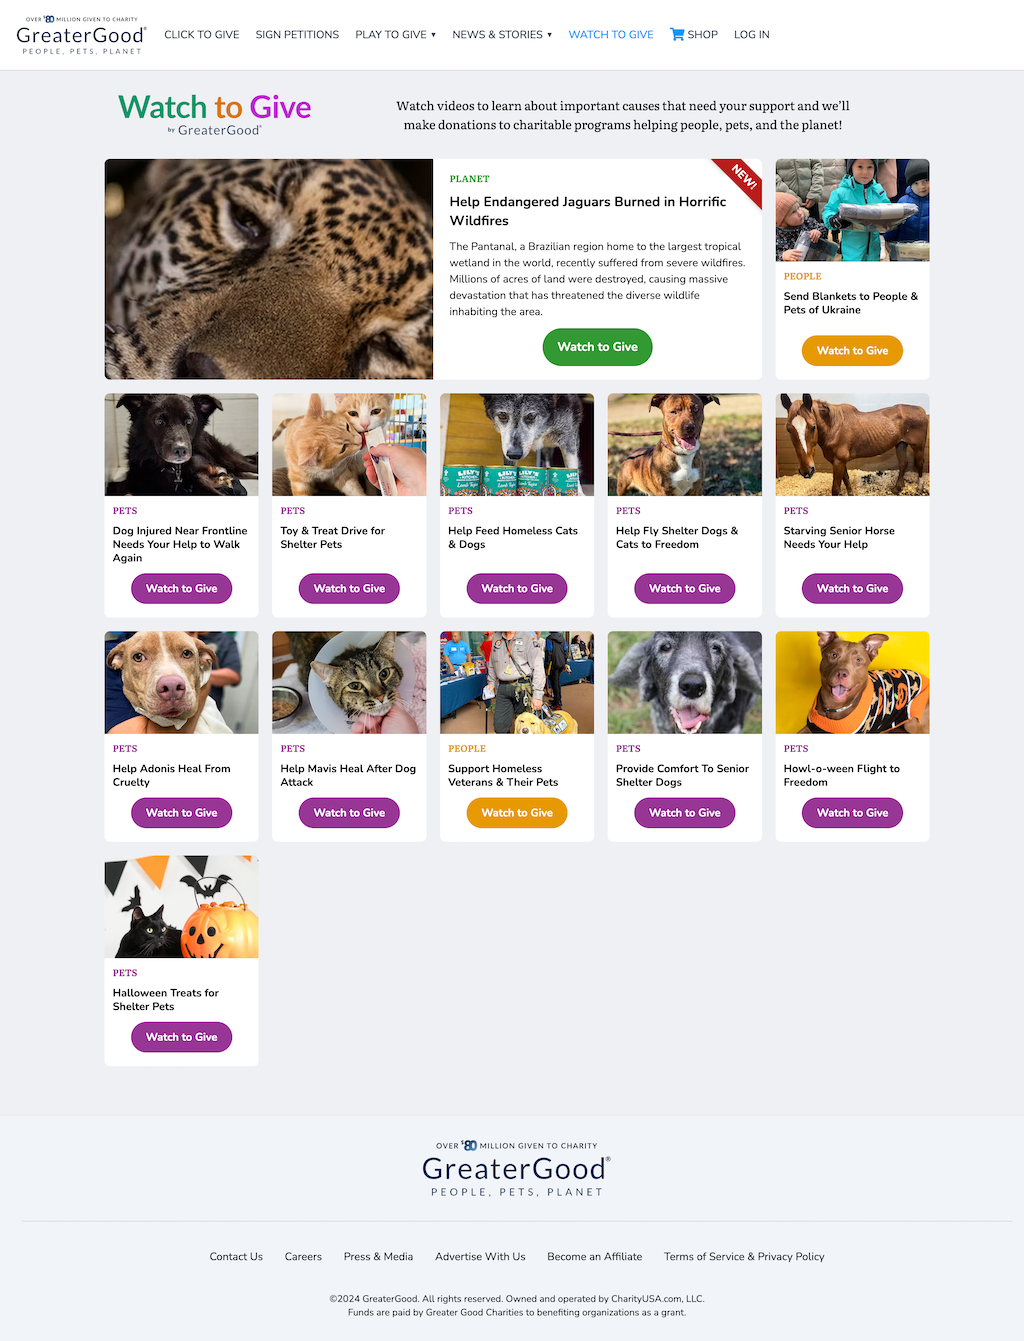 OVER $80 MILLION GIVEN TO CHARITY
GreaterGood®
PEOPLE, PETS, PLANET
CLICK TO GIVE
SIGN PETITIONS
PLAY TO GIVE ▼
NEWS & STORIES ▼
WATCH TO GIVE
SHOP
LOG IN
Watch to Give
by GreaterGood®
Watch videos to learn about important causes that need your support and we'll
make donations to charitable programs helping people, pets, and the planet!
NEW!
PLANET
Help Endangered Jaguars Burned in Horrific
Wildfires
The Pantanal, a Brazilian region home to the largest tropical
wetland in the world, recently suffered from severe wildfires.
Millions of acres of land were destroyed, causing massive
devastation that has threatened the diverse wildlife
inhabiting the area.
Watch to Give
PEOPLE
Send Blankets to People &
Pets of Ukraine
Watch to Give
PETS
Dog Injured Near Frontline
Needs Your Help to Walk
Again
Watch to Give
PETS
Toy & Treat Drive for
Shelter Pets
Watch to Give
LILY'S
LILY'S
LILY'S
PETS
Help Feed Homeless Cats
& Dogs
Watch to Give
PETS
Help Fly Shelter Dogs &
Cats to Freedom
Watch to Give
PETS
Starving Senior Horse
Needs Your Help
Watch to Give
PETS
Help Adonis Heal From
Cruelty
Watch to Give
PETS
Help Mavis Heal After Dog
Attack
Watch to Give
PEOPLE
Support Homeless
Veterans & Their Pets
Watch to Give
PETS
Provide Comfort To Senior
Shelter Dogs
Watch to Give
PETS
Howl-o-ween Flight to
Freedom
Watch to Give
PETS
Halloween Treats for
Shelter Pets
Watch to Give
OVER $80 MILLION GIVEN TO CHARITY
GreaterGood®
PEOPLE, PETS, PLANET
Contact Us
Careers
Press & Media
Advertise With Us
Become an Affiliate
Terms of Service & Privacy Policy
©2024 GreaterGood. All rights reserved. Owned and operated by CharityUSA.com, LLC.
Funds are paid by Greater Good Charities to benefiting organizations as a grant.